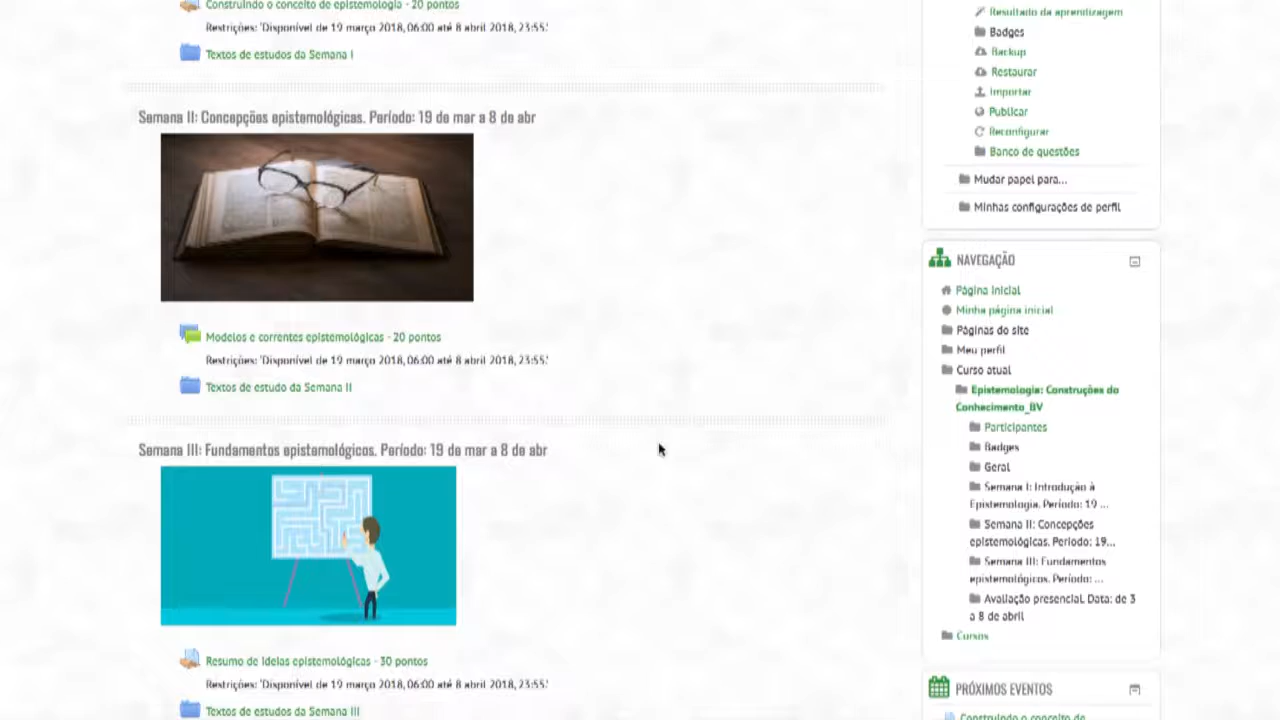 Construindo o conceito de epistemologia - 20 pontos
Restrições: 'Disponível de 19 março 2018, 06:00 até 8 abril 2018, 23:55.'
Textos de estudos da Semana I
Semana II: Concepções epistemológicas. Período: 19 de mar a 8 de abr
Modelos e correntes epistemológicas - 20 pontos
Restrições: 'Disponível de 19 março 2018, 06:00 até 8 abril 2018, 23:55.'
Textos de estudo da Semana II
Semana III: Fundamentos epistemológicos. Período: 19 de mar a 8 de abr
Resumo de ideias epistemológicas - 30 pontos
Restrições: 'Disponível de 19 março 2018, 06:00 até 8 abril 2018, 23:55.'
Textos de estudos da Semana III
Resultado da aprendizagem
Badges
Backup
Restaurar
Importar
Publicar
Reconfigurar
Banco de questões
Mudar papel para...
Minhas configurações de perfil
NAVEGAÇÃO
Página inicial
Minha página inicial
Páginas do site
Meu perfil
Curso atual
Epistemologia: Construções do
Conhecimento_BV
Participantes
Badges
Geral
Semana I: Introdução à
Epistemologia. Período: 19 ...
Semana II: Concepções
epistemológicas. Período: 19...
Semana III: Fundamentos
epistemológicos. Período: ...
Avaliação presencial. Data: de 3
a 8 de abril
Cursos
PRÓXIMOS EVENTOS
Construindo o conceito de